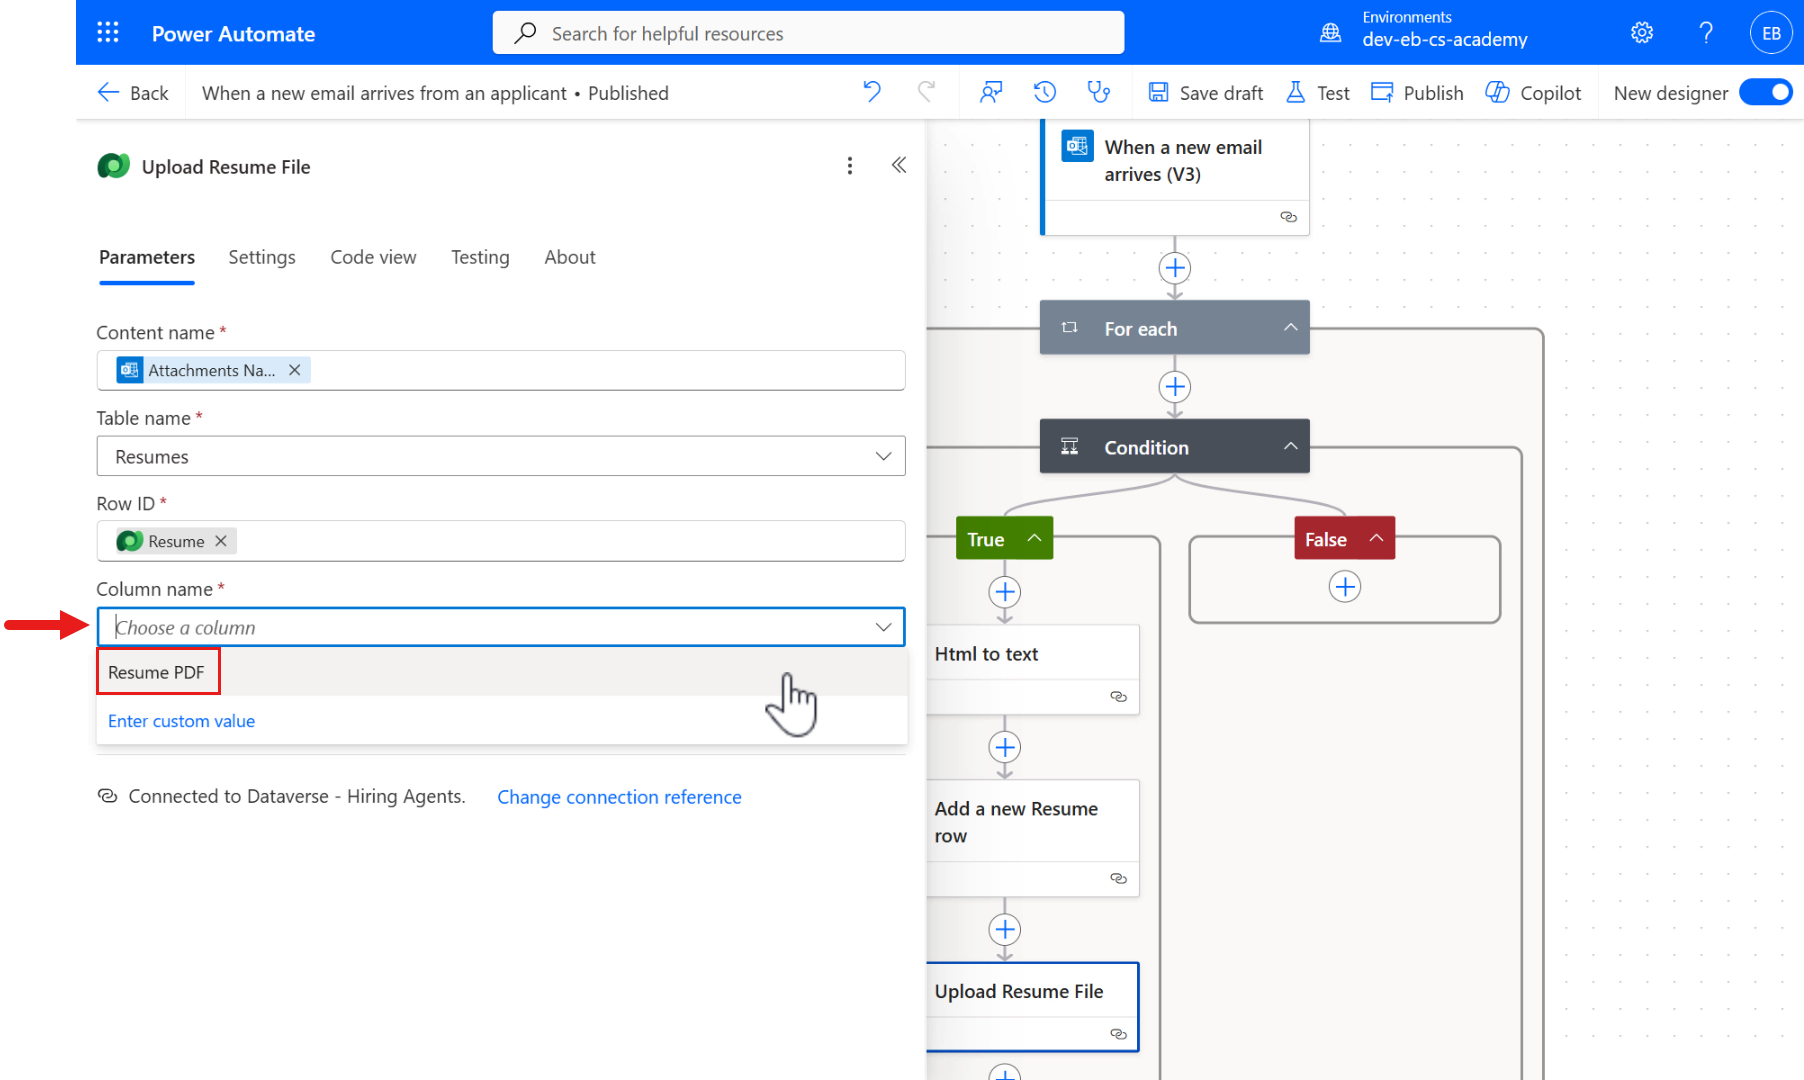 Power Automate
Search for helpful resources
Environments
dev-eb-cs-academy
EB
Back
When a new email arrives from an applicant • Published
Save draft
Test
Publish
Copilot
New designer
Upload Resume File
Parameters
Settings
Code view
Testing
About
Content name *
Attachments Na...
Table name *
Resumes
Row ID *
Resume
Column name *
Choose a column
Resume PDF
Enter custom value
Connected to Dataverse - Hiring Agents.
Change connection reference
When a new email
arrives (V3)
For each
Condition
True
False
Html to text
Add a new Resume
row
Upload Resume File